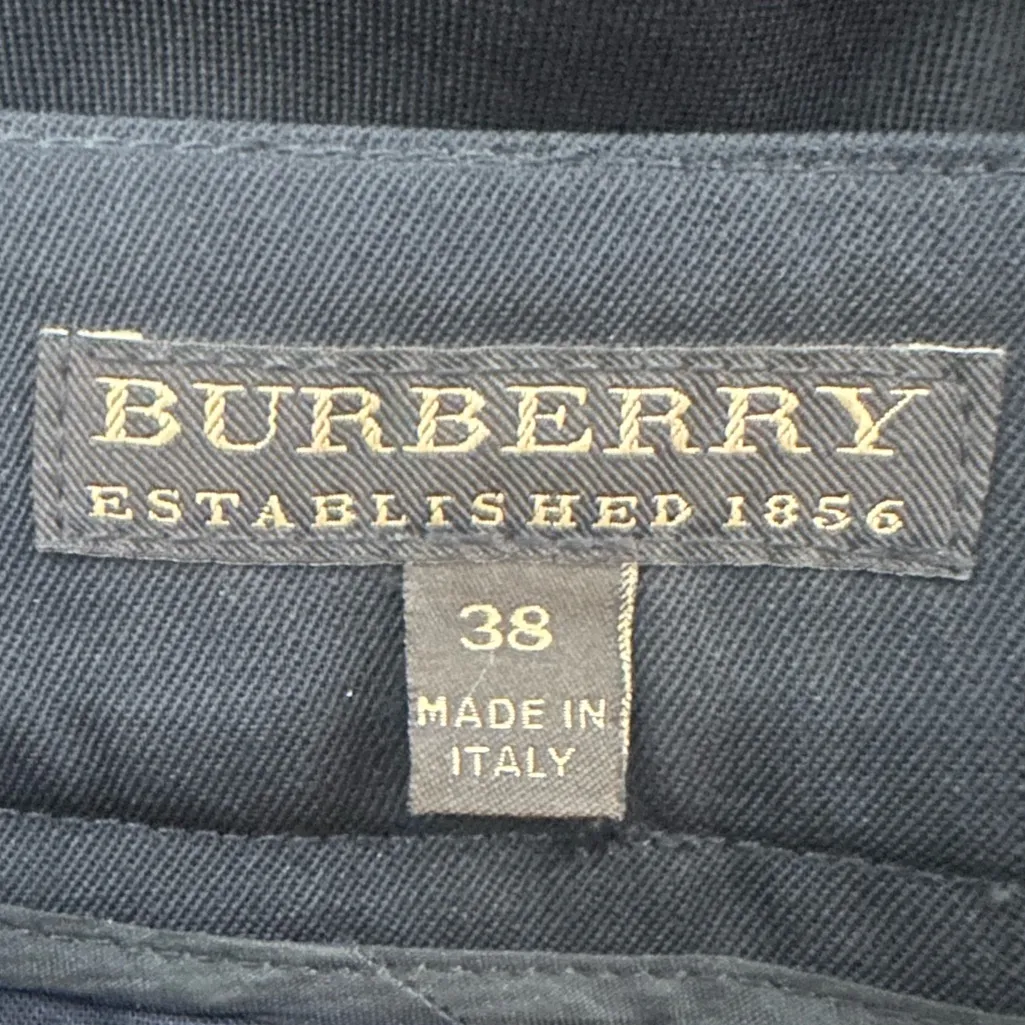 BURBERRY
ESTABLISHED 1856
38
MADE IN
ITALY